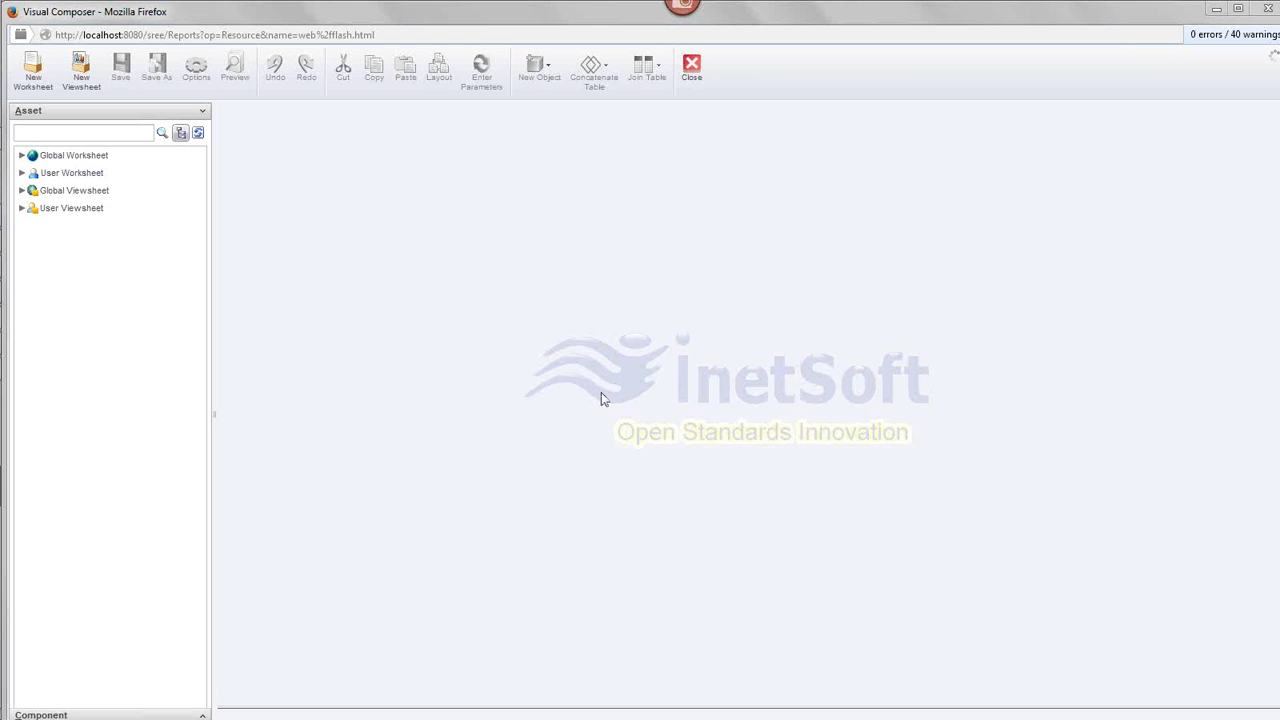 Visual Composer - Mozilla Firefox
http://localhost:8080/sree/Reports?op=Resource&name=web%2fflash.html
0 errors / 40 warnings
New Worksheet
New Viewsheet
Save
Save As
Options
Preview
Undo
Redo
Cut
Copy
Paste
Layout
Enter Parameters
New Object
Concatenate Table
Join Table
Close
Asset
Global Worksheet
User Worksheet
Global Viewsheet
User Viewsheet
InetSoft
Open Standards Innovation
Component